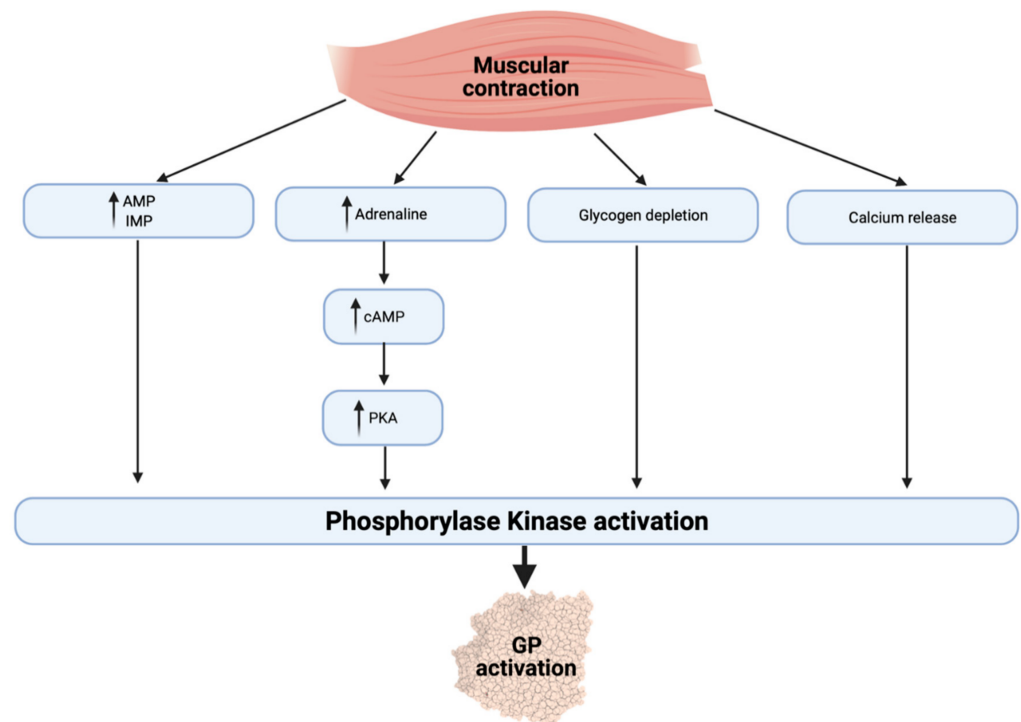 Muscular
contraction
AMP
IMP
Adrenaline
Glycogen depletion
Calcium release
cAMP
PKA
Phosphorylase Kinase activation
GP
activation